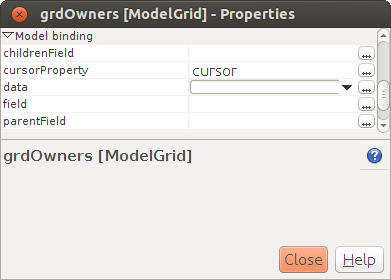 grdOwners [ModelGrid] - Properties
Model binding
childrenField ...
cursorProperty cursor ...
data ...
field ...
parentField ...
grdOwners [ModelGrid] ?
Close Help